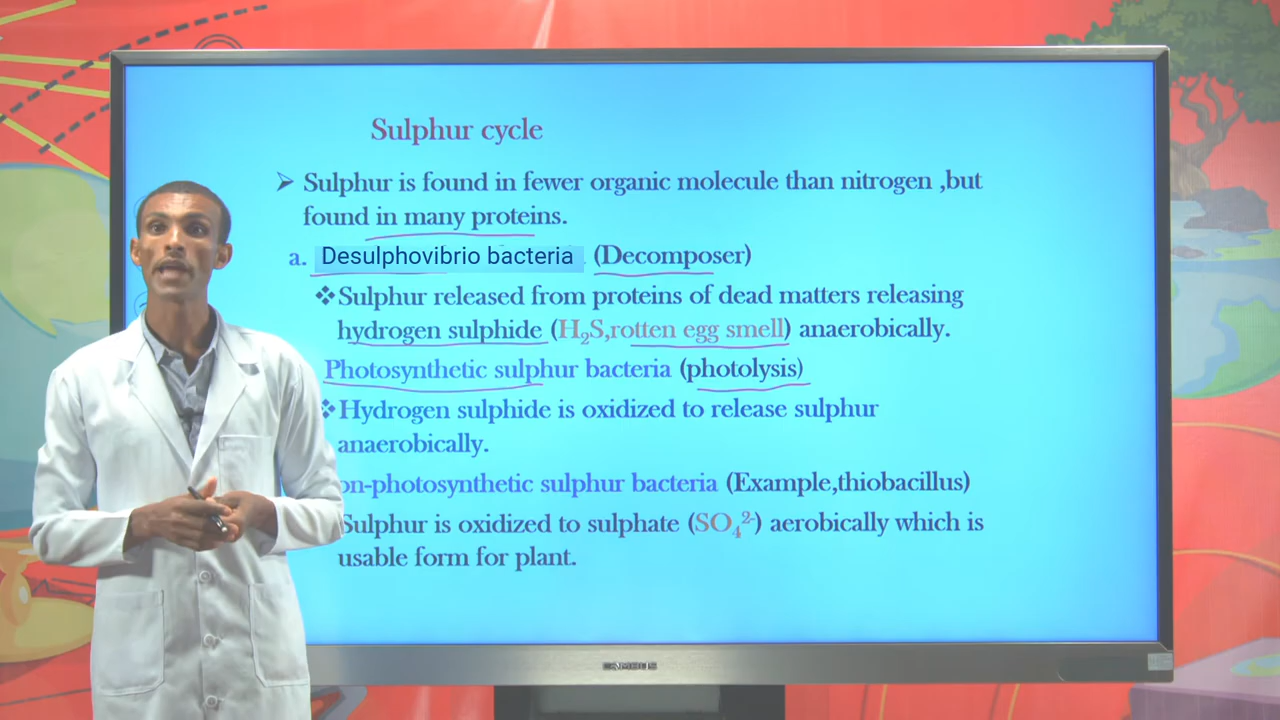 Sulphur cycle
➢ Sulphur is found in fewer organic molecule than nitrogen ,but
found in many proteins.
a. Desulphovibrio bacteria (Decomposer)
❖Sulphur released from proteins of dead matters releasing
hydrogen sulphide (H₂S,rotten egg smell) anaerobically.
Photosynthetic sulphur bacteria (photolysis)
❖Hydrogen sulphide is oxidized to release sulphur
anaerobically.
on-photosynthetic sulphur bacteria (Example,thiobacillus)
Sulphur is oxidized to sulphate (SO₄²⁻) aerobically which is
usable form for plant.